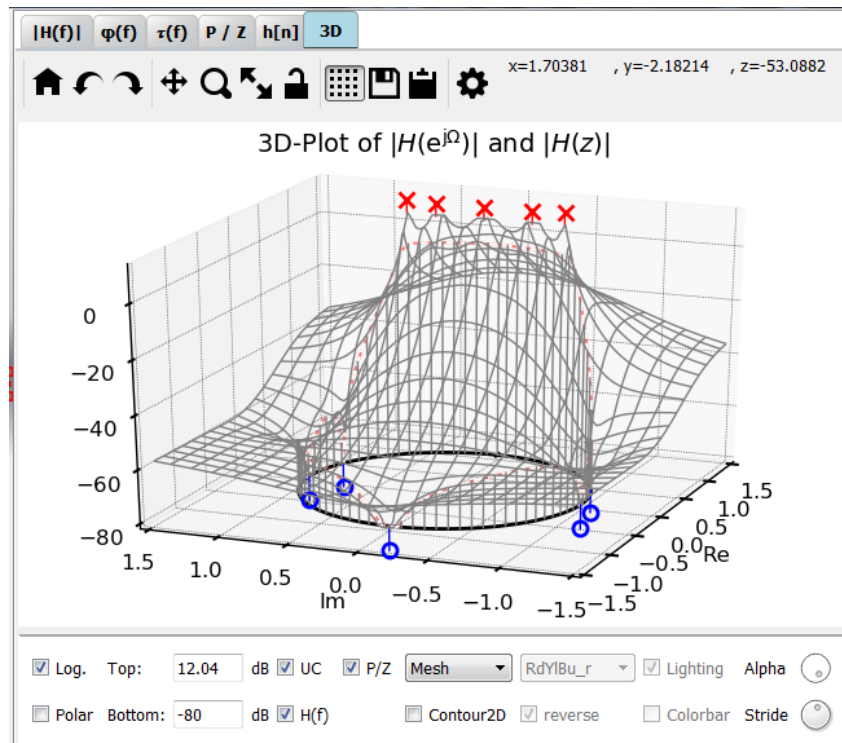 |H(f)| φ(f) τ(f) P / Z h[n] 3D
x=1.70381 , y=-2.18214 , z=-53.0882
3D-Plot of |H(e^jΩ)| and |H(z)|
0
−20
−40
−60
−80
1.5 1.0 0.5 0.0 −0.5 −1.0 −1.5
Im
−1.5 −1.0 −0.5 0.0 0.5 1.0 1.5
Re
Log. Top: 12.04 dB UC P/Z Mesh RdYlBu_r Lighting Alpha
Polar Bottom: -80 dB H(f) Contour2D reverse Colorbar Stride